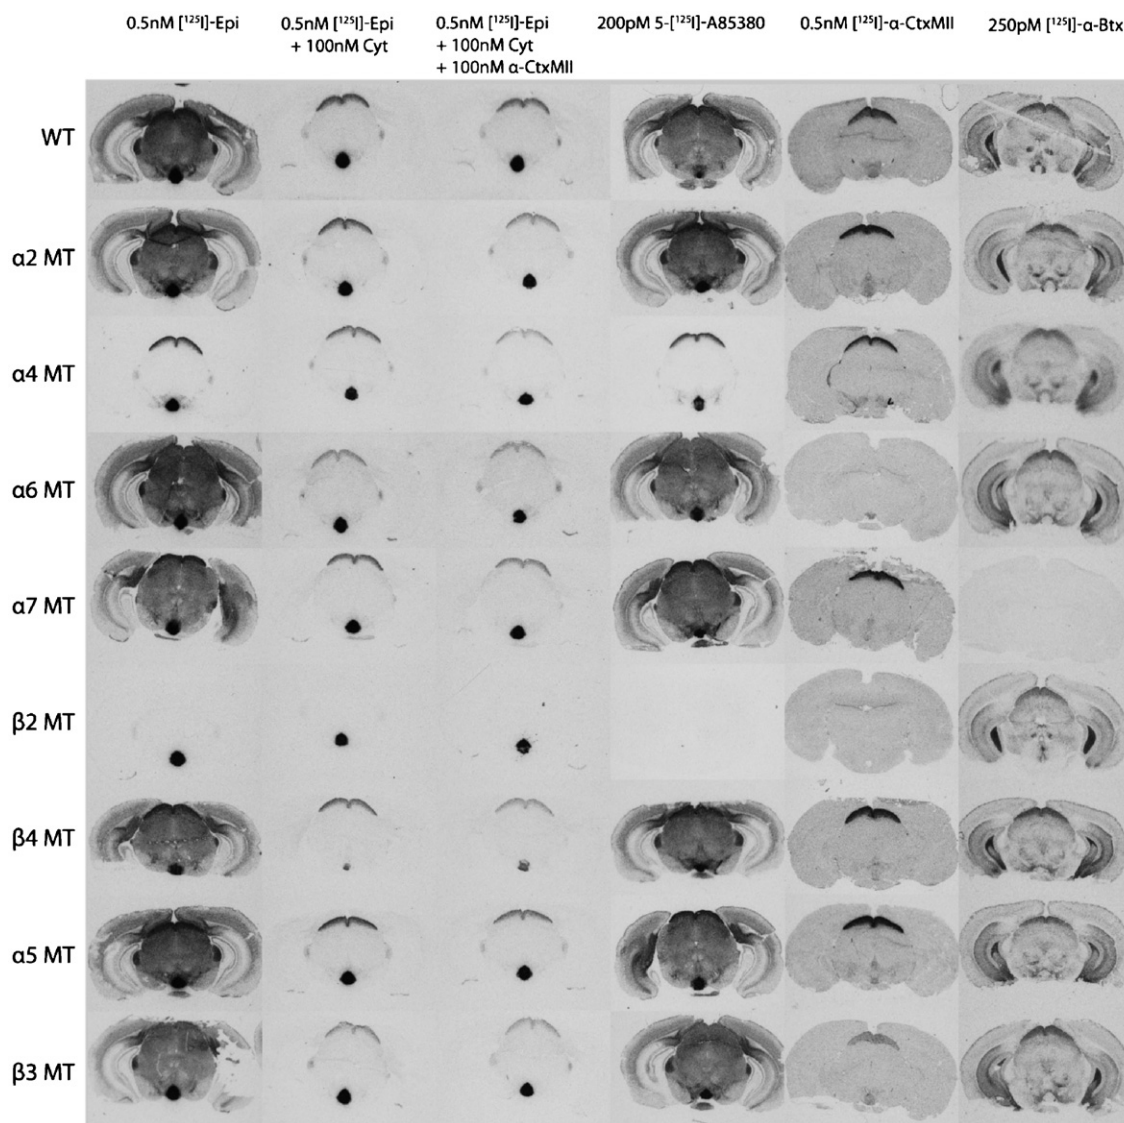 0.5nM [¹²⁵I]-Epi
0.5nM [¹²⁵I]-Epi
+ 100nM Cyt
0.5nM [¹²⁵I]-Epi
+ 100nM Cyt
+ 100nM α-CtxMII
200pM 5-[¹²⁵I]-A85380
0.5nM [¹²⁵I]-α-CtxMII
250pM [¹²⁵I]-α-Btx
WT
α2 MT
α4 MT
α6 MT
α7 MT
β2 MT
β4 MT
α5 MT
β3 MT